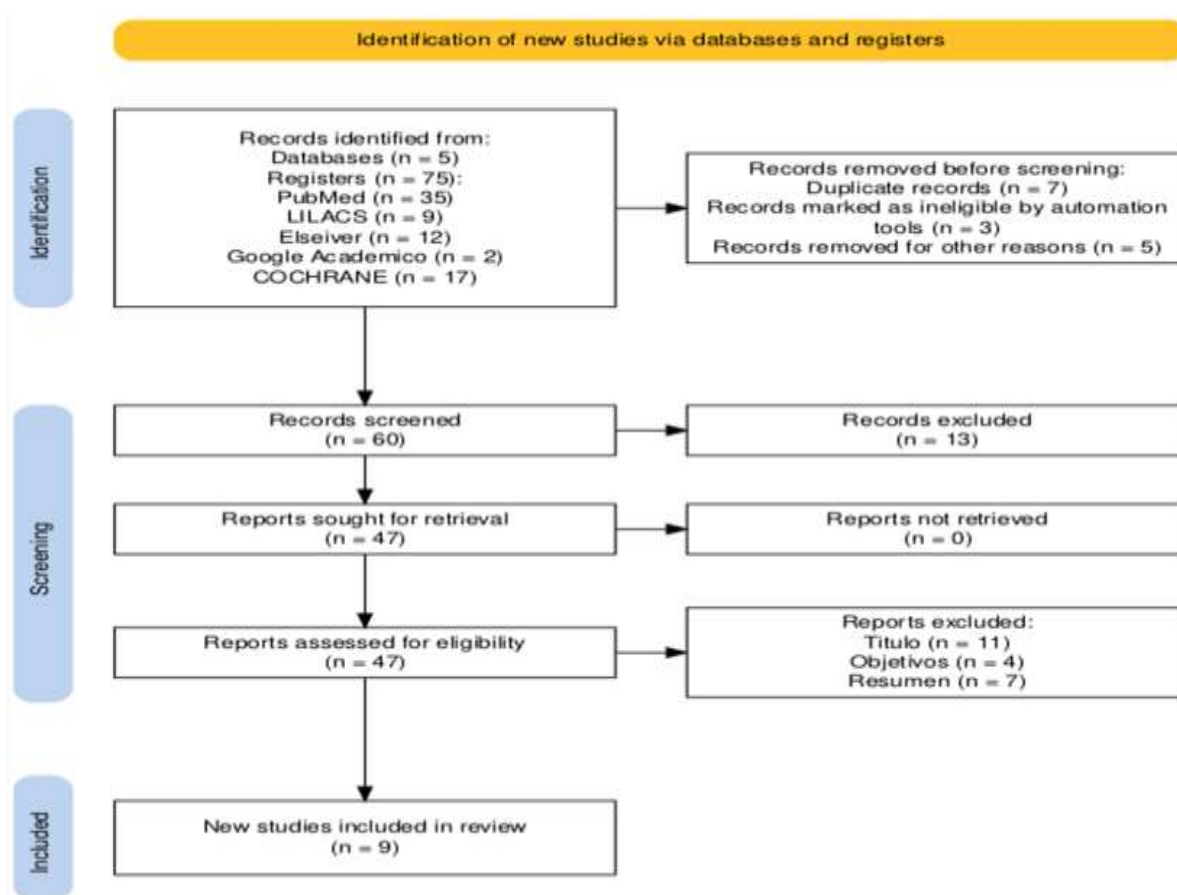 Identification of new studies via databases and registers
Identification
Records identified from:
Databases (n = 5)
Registers (n = 75):
PubMed (n = 35)
LILACS (n = 9)
Elseiver (n = 12)
Google Academico (n = 2)
COCHRANE (n = 17)
Records removed before screening:
Duplicate records (n = 7)
Records marked as ineligible by automation
tools (n = 3)
Records removed for other reasons (n = 5)
Screening
Records screened
(n = 60)
Records excluded
(n = 13)
Reports sought for retrieval
(n = 47)
Reports not retrieved
(n = 0)
Reports assessed for eligibility
(n = 47)
Reports excluded:
Titulo (n = 11)
Objetivos (n = 4)
Resumen (n = 7)
Included
New studies included in review
(n = 9)